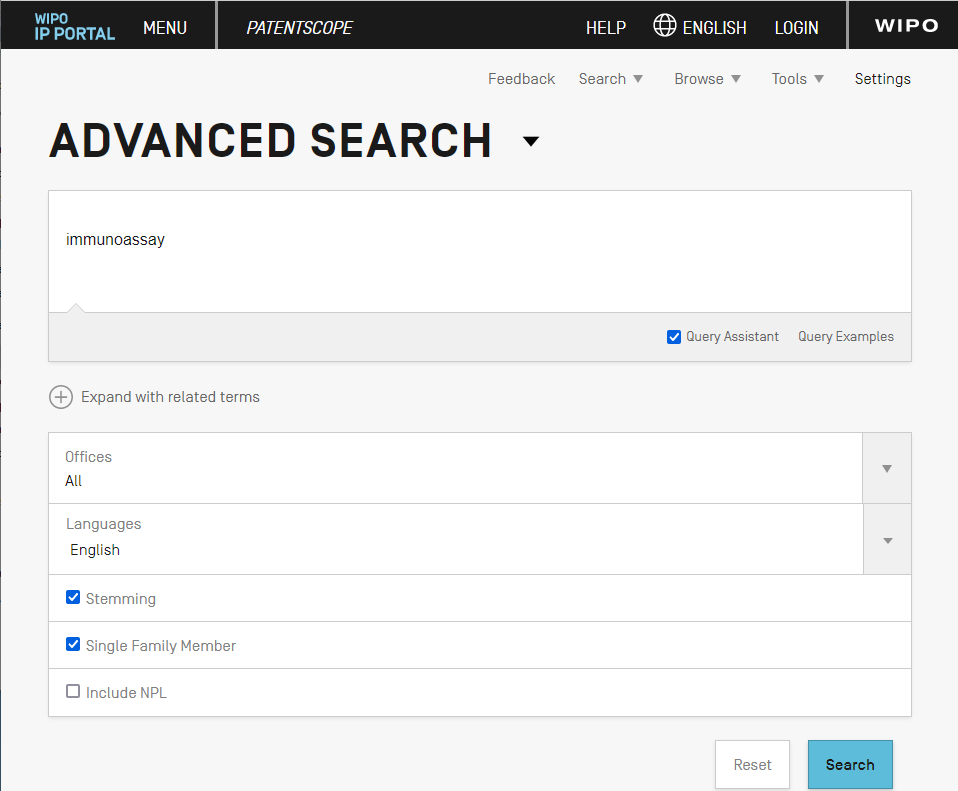 WIPO
IP PORTAL
MENU
PATENTSCOPE
HELP
ENGLISH
LOGIN
WIPO
Feedback
Search
Browse
Tools
Settings
ADVANCED SEARCH
immunoassay
Query Assistant
Query Examples
Expand with related terms
Offices
All
Languages
English
Stemming
Single Family Member
Include NPL
Reset
Search